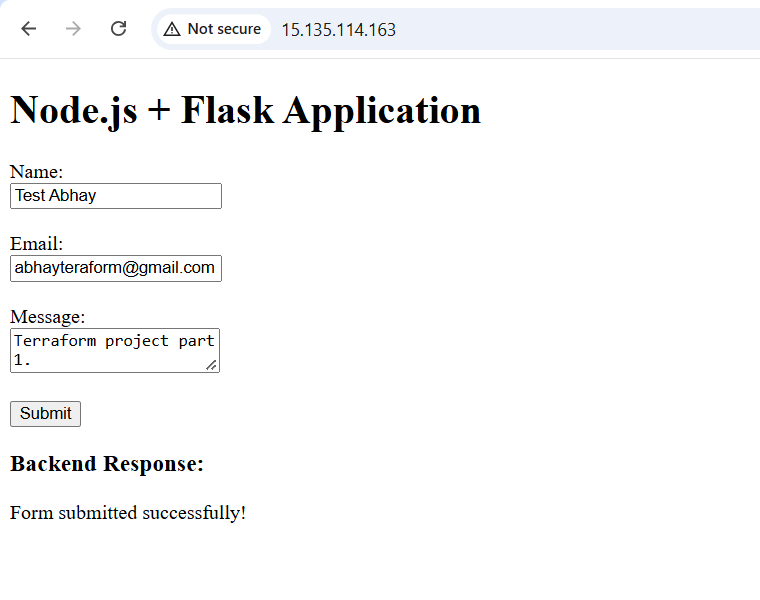 Not secure 15.135.114.163
Node.js + Flask Application
Name:
Test Abhay
Email:
abhayteraform@gmail.com
Message:
Terraform project part
1.
Submit
Backend Response:
Form submitted successfully!